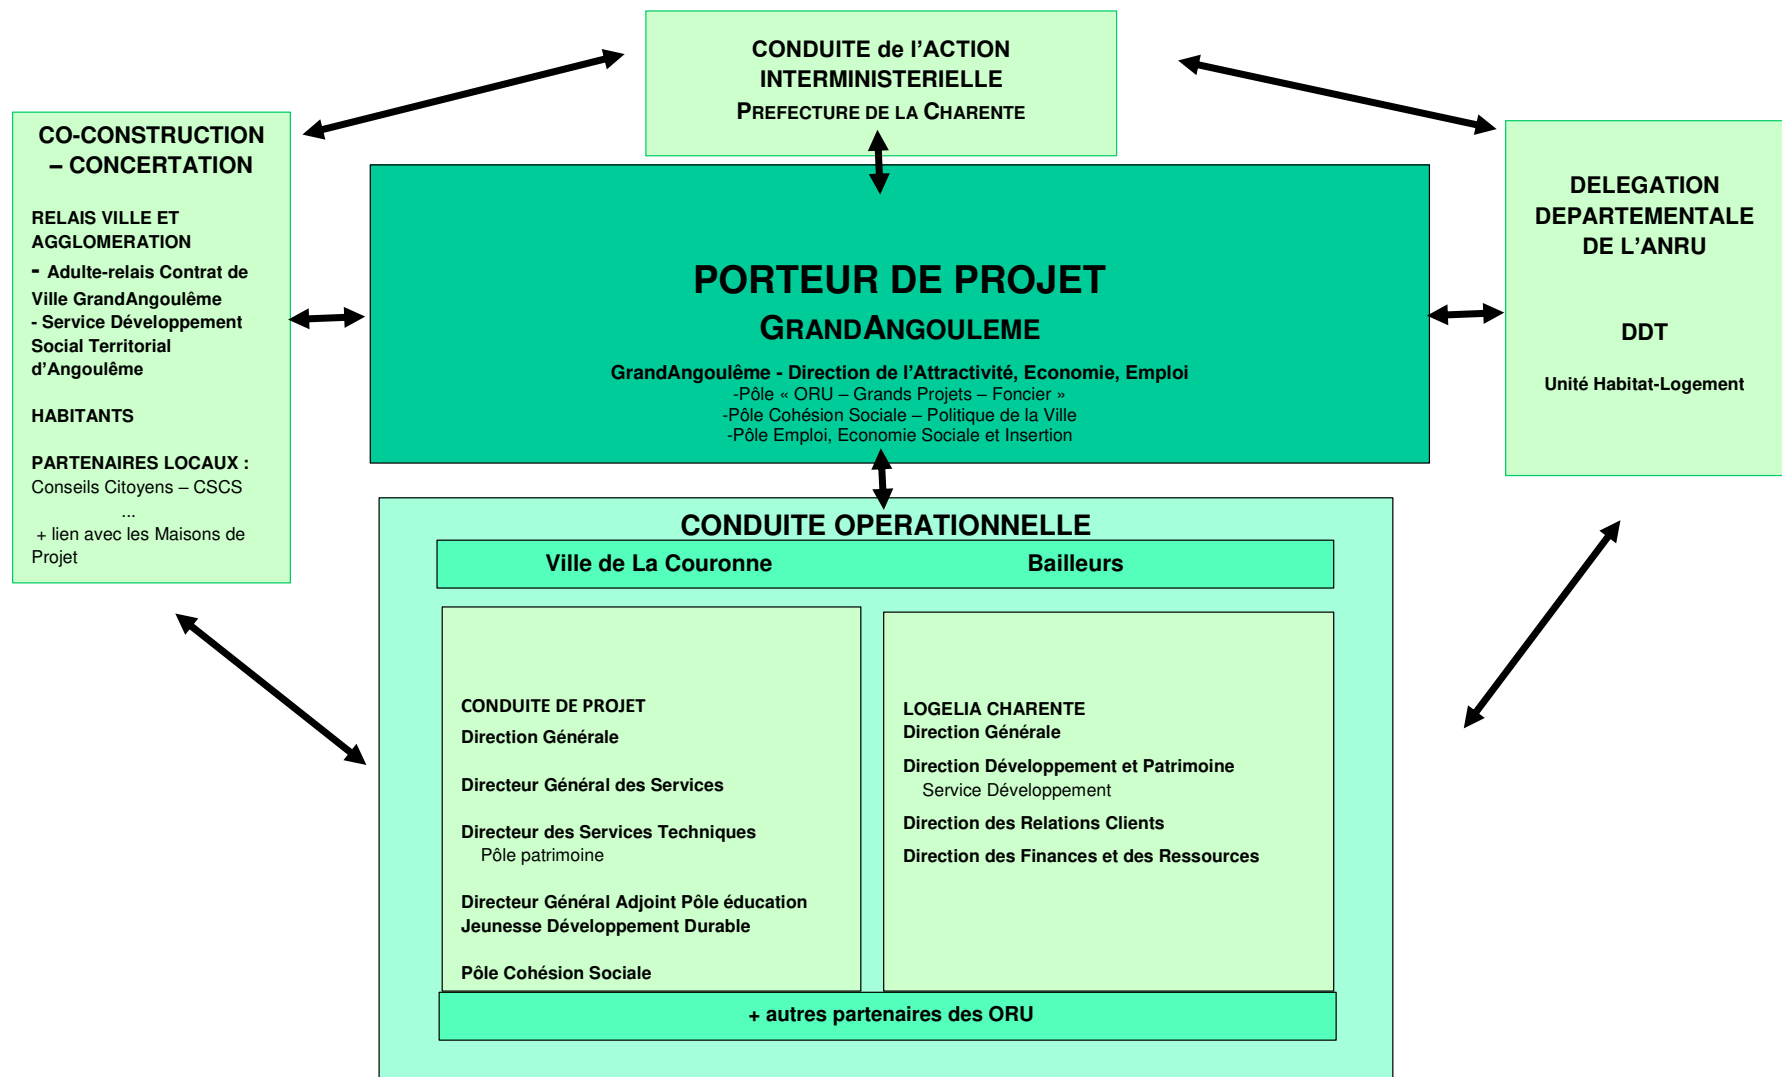 CONDUITE de l'ACTION
INTERMINISTERIELLE
PREFECTURE DE LA CHARENTE
CO-CONSTRUCTION
– CONCERTATION
RELAIS VILLE ET
AGGLOMERATION
- Adulte-relais Contrat de
Ville GrandAngoulême
- Service Développement
Social Territorial
d'Angoulême
HABITANTS
PARTENAIRES LOCAUX :
Conseils Citoyens – CSCS
...
+ lien avec les Maisons de
Projet
PORTEUR DE PROJET
GRANDANGOULEME
GrandAngoulême - Direction de l'Attractivité, Economie, Emploi
-Pôle « ORU – Grands Projets – Foncier »
-Pôle Cohésion Sociale – Politique de la Ville
-Pôle Emploi, Economie Sociale et Insertion
DELEGATION
DEPARTEMENTALE
DE L'ANRU
DDT
Unité Habitat-Logement
CONDUITE OPERATIONNELLE
Ville de La Couronne
Bailleurs
CONDUITE DE PROJET
Direction Générale
Directeur Général des Services
Directeur des Services Techniques
Pôle patrimoine
Directeur Général Adjoint Pôle éducation
Jeunesse Développement Durable
Pôle Cohésion Sociale
LOGELIA CHARENTE
Direction Générale
Direction Développement et Patrimoine
Service Développement
Direction des Relations Clients
Direction des Finances et des Ressources
+ autres partenaires des ORU